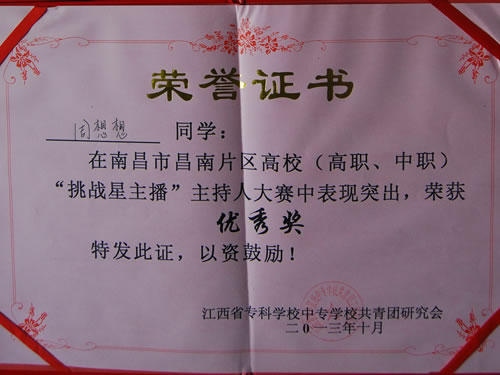 荣誉证书
周想想 同学：
在南昌市昌南片区高校（高职、中职）
“挑战星主播”主持人大赛中表现突出，荣获
优秀奖
特发此证，以资鼓励！
江西省专科学校中专学校共青团研究会
二〇一三年十月